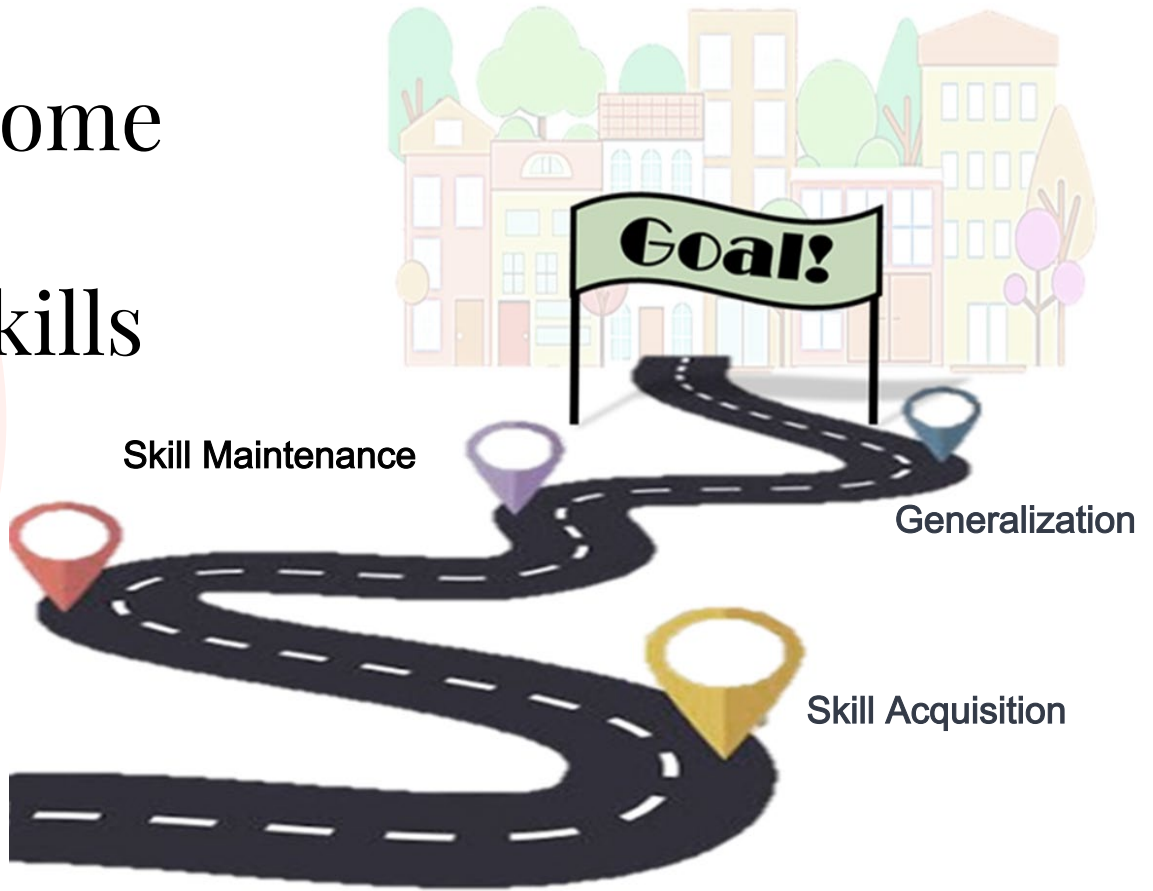 ome
kills
Goal!
Skill Maintenance
Generalization
Skill Acquisition